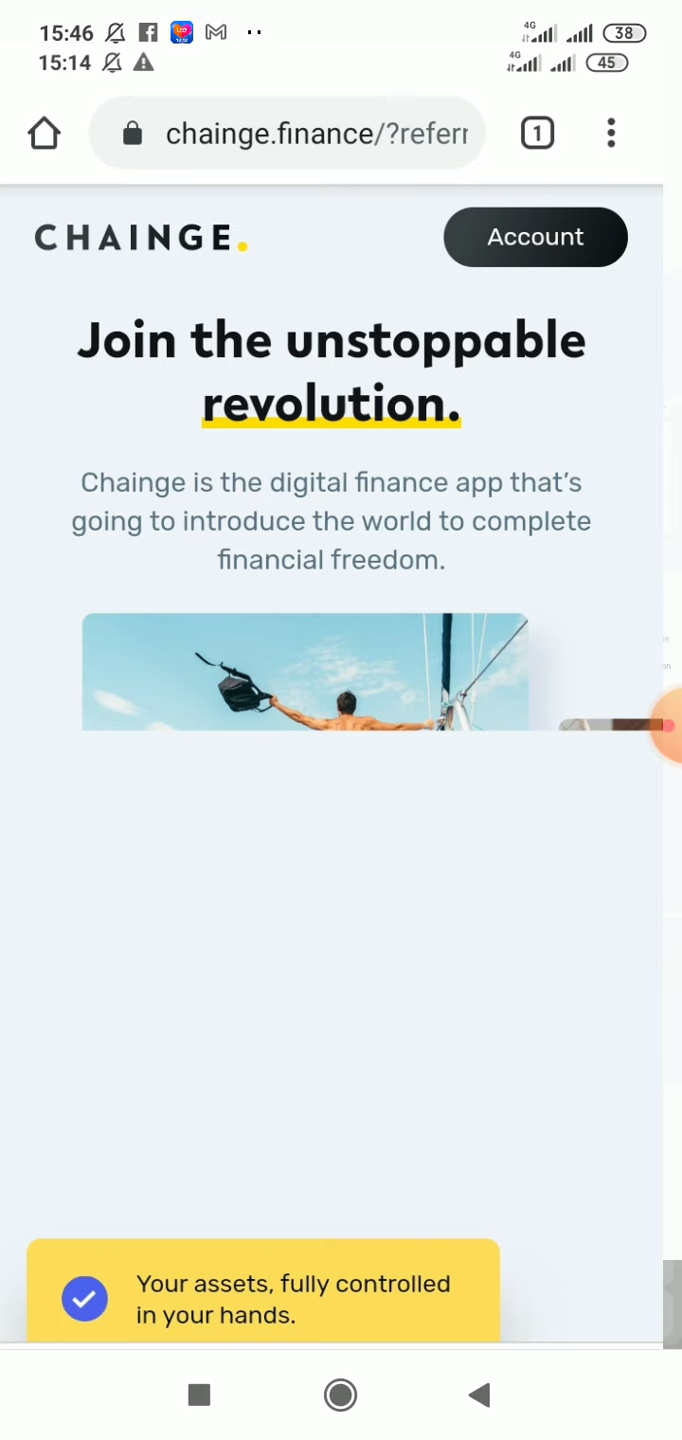 15:46
4G
38
15:14
4G
45
chainge.finance/?referr
1
CHAINGE.
Account
Join the unstoppable
revolution.
Chainge is the digital finance app that's
going to introduce the world to complete
financial freedom.
Your assets, fully controlled
in your hands.